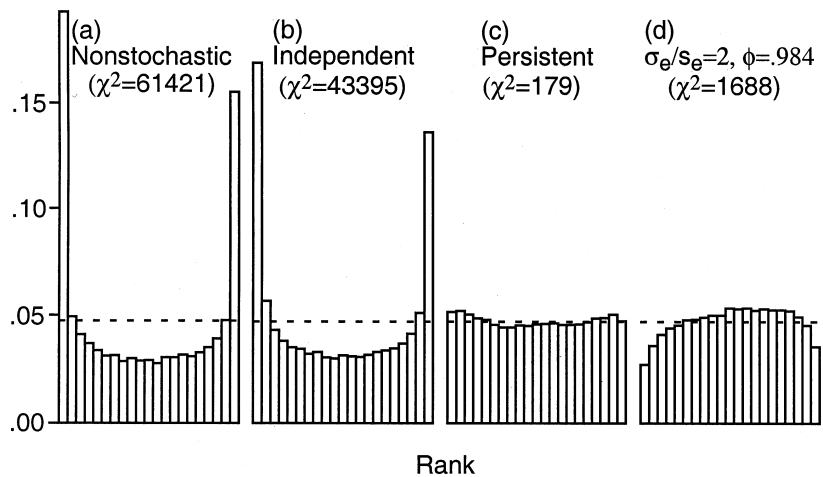 (a)
Nonstochastic
(χ²=61421)
(b)
Independent
(χ²=43395)
(c)
Persistent
(χ²=179)
(d)
σe/se=2, ϕ=.984
(χ²=1688)
.15
.10
.05
.00
Rank